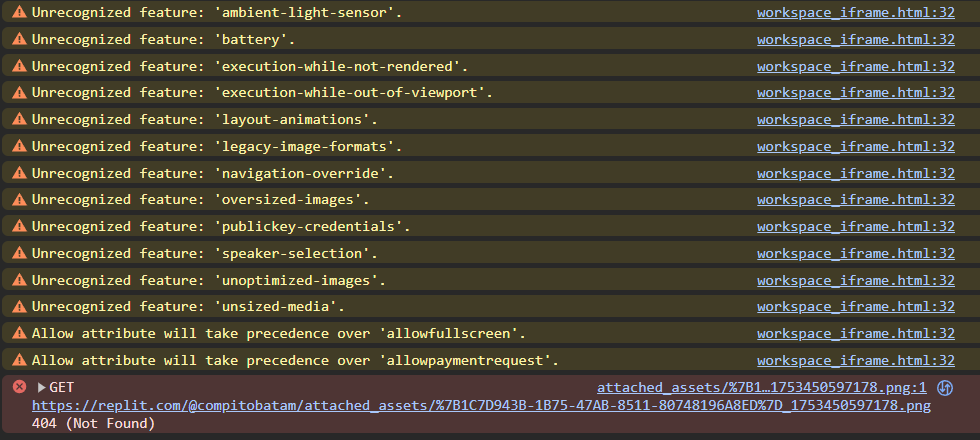 Unrecognized feature: 'ambient-light-sensor'. workspace_iframe.html:32
Unrecognized feature: 'battery'. workspace_iframe.html:32
Unrecognized feature: 'execution-while-not-rendered'. workspace_iframe.html:32
Unrecognized feature: 'execution-while-out-of-viewport'. workspace_iframe.html:32
Unrecognized feature: 'layout-animations'. workspace_iframe.html:32
Unrecognized feature: 'legacy-image-formats'. workspace_iframe.html:32
Unrecognized feature: 'navigation-override'. workspace_iframe.html:32
Unrecognized feature: 'oversized-images'. workspace_iframe.html:32
Unrecognized feature: 'publickey-credentials'. workspace_iframe.html:32
Unrecognized feature: 'speaker-selection'. workspace_iframe.html:32
Unrecognized feature: 'unoptimized-images'. workspace_iframe.html:32
Unrecognized feature: 'unsized-media'. workspace_iframe.html:32
Allow attribute will take precedence over 'allowfullscreen'. workspace_iframe.html:32
Allow attribute will take precedence over 'allowpaymentrequest'. workspace_iframe.html:32
GET attached_assets/%7B1…1753450597178.png:1
https://replit.com/@compitobatam/attached_assets/%7B1C7D943B-1B75-47AB-8511-80748196A8ED%7D_1753450597178.png
404 (Not Found)